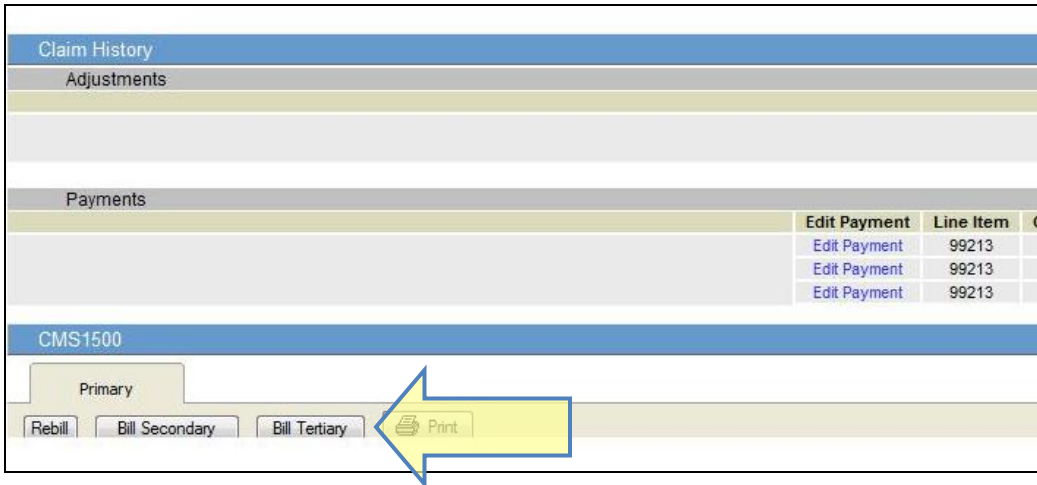 Claim History
Adjustments
Payments
Edit Payment Line Item
Edit Payment 99213
Edit Payment 99213
Edit Payment 99213
CMS1500
Primary
Rebill Bill Secondary Bill Tertiary Print